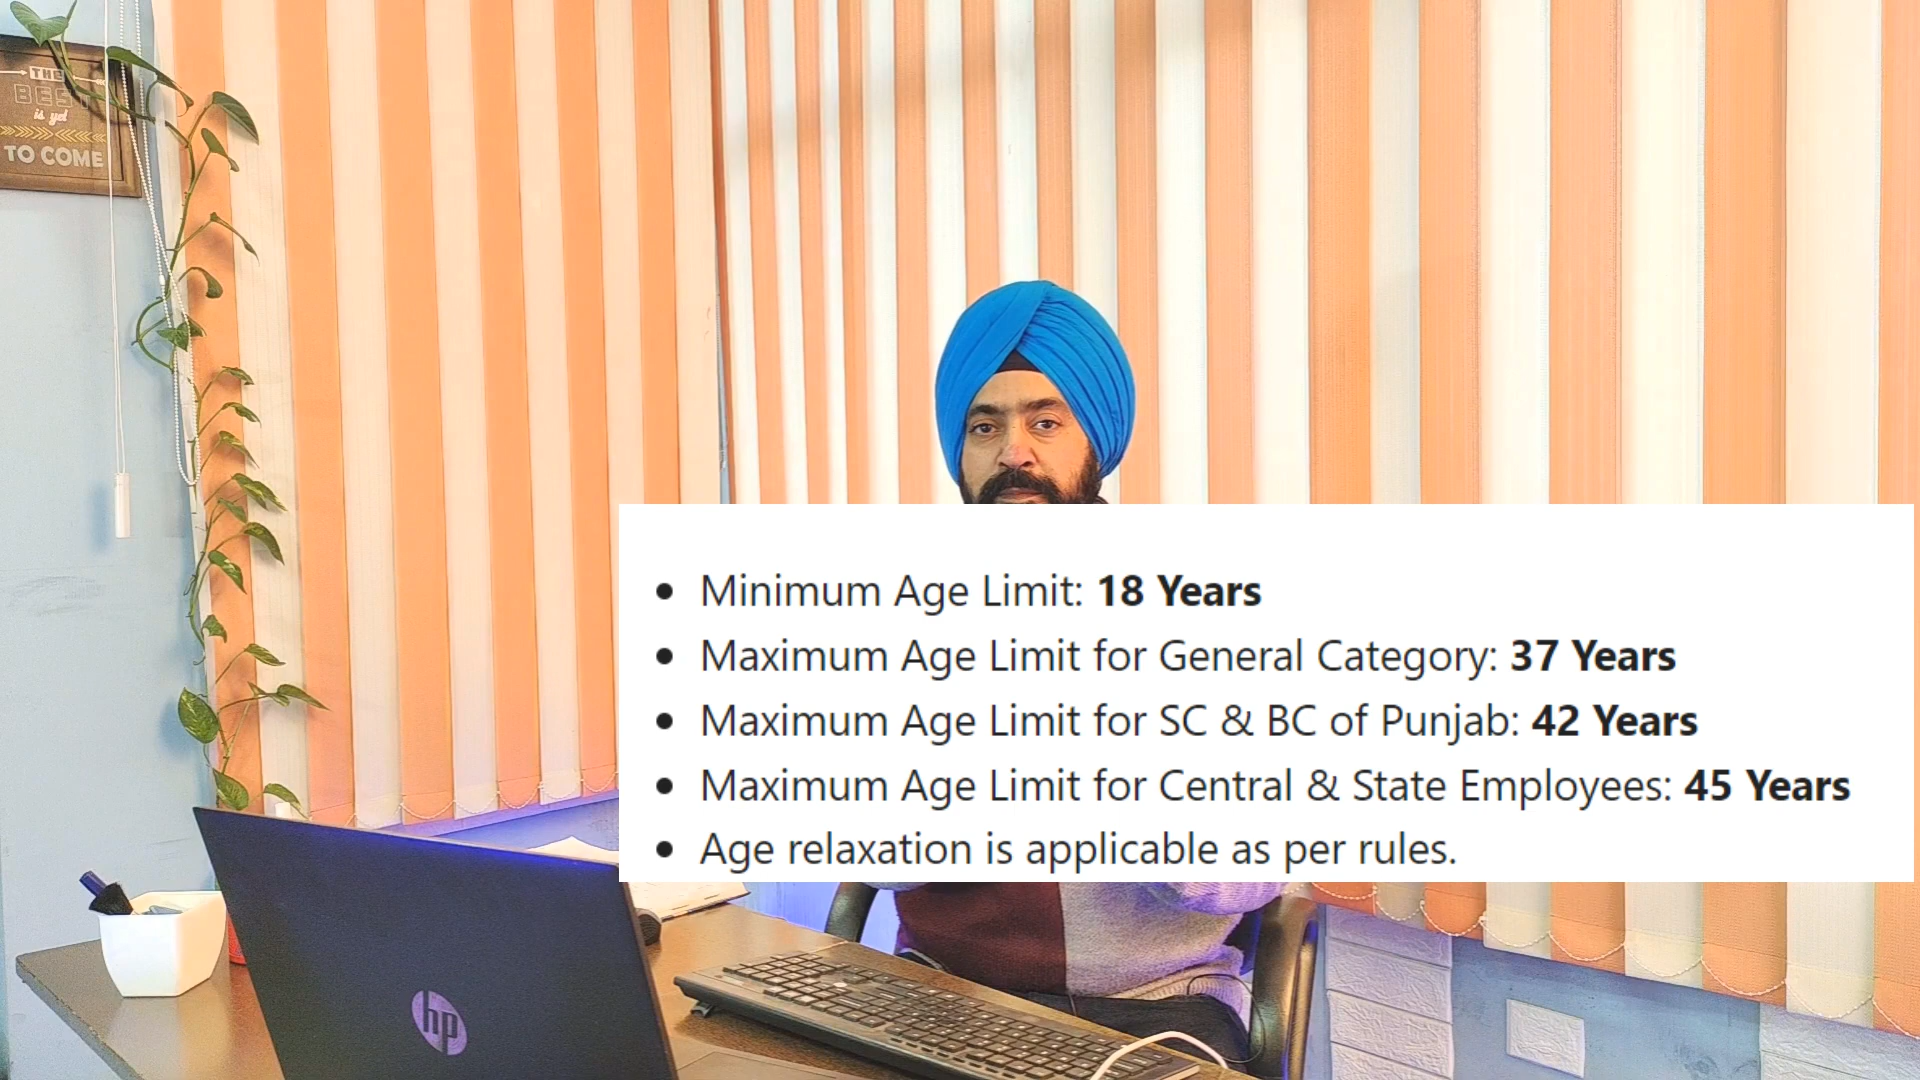 THE
BEST
is yet
TO COME
• Minimum Age Limit: 18 Years
• Maximum Age Limit for General Category: 37 Years
• Maximum Age Limit for SC & BC of Punjab: 42 Years
• Maximum Age Limit for Central & State Employees: 45 Years
• Age relaxation is applicable as per rules.
hp